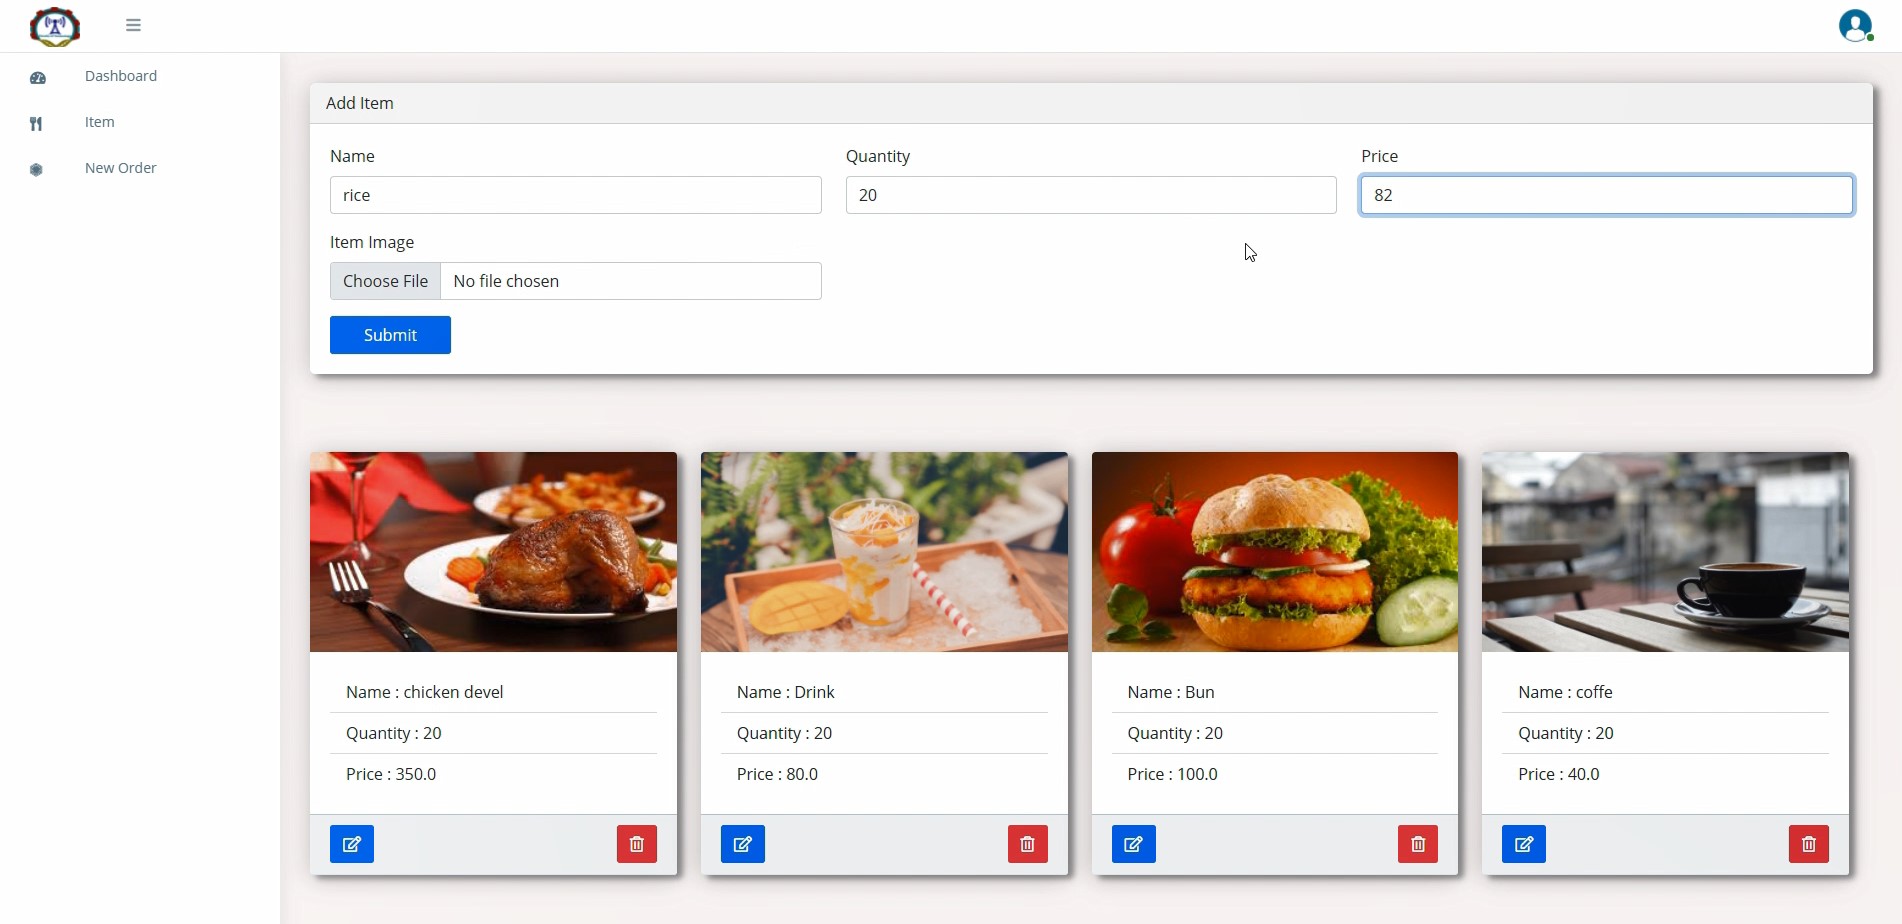 Dashboard
Item
New Order
Add Item
Name
Quantity
Price
rice
20
82
Item Image
Choose File
No file chosen
Submit
Name : chicken devel
Quantity : 20
Price : 350.0
Name : Drink
Quantity : 20
Price : 80.0
Name : Bun
Quantity : 20
Price : 100.0
Name : coffe
Quantity : 20
Price : 40.0